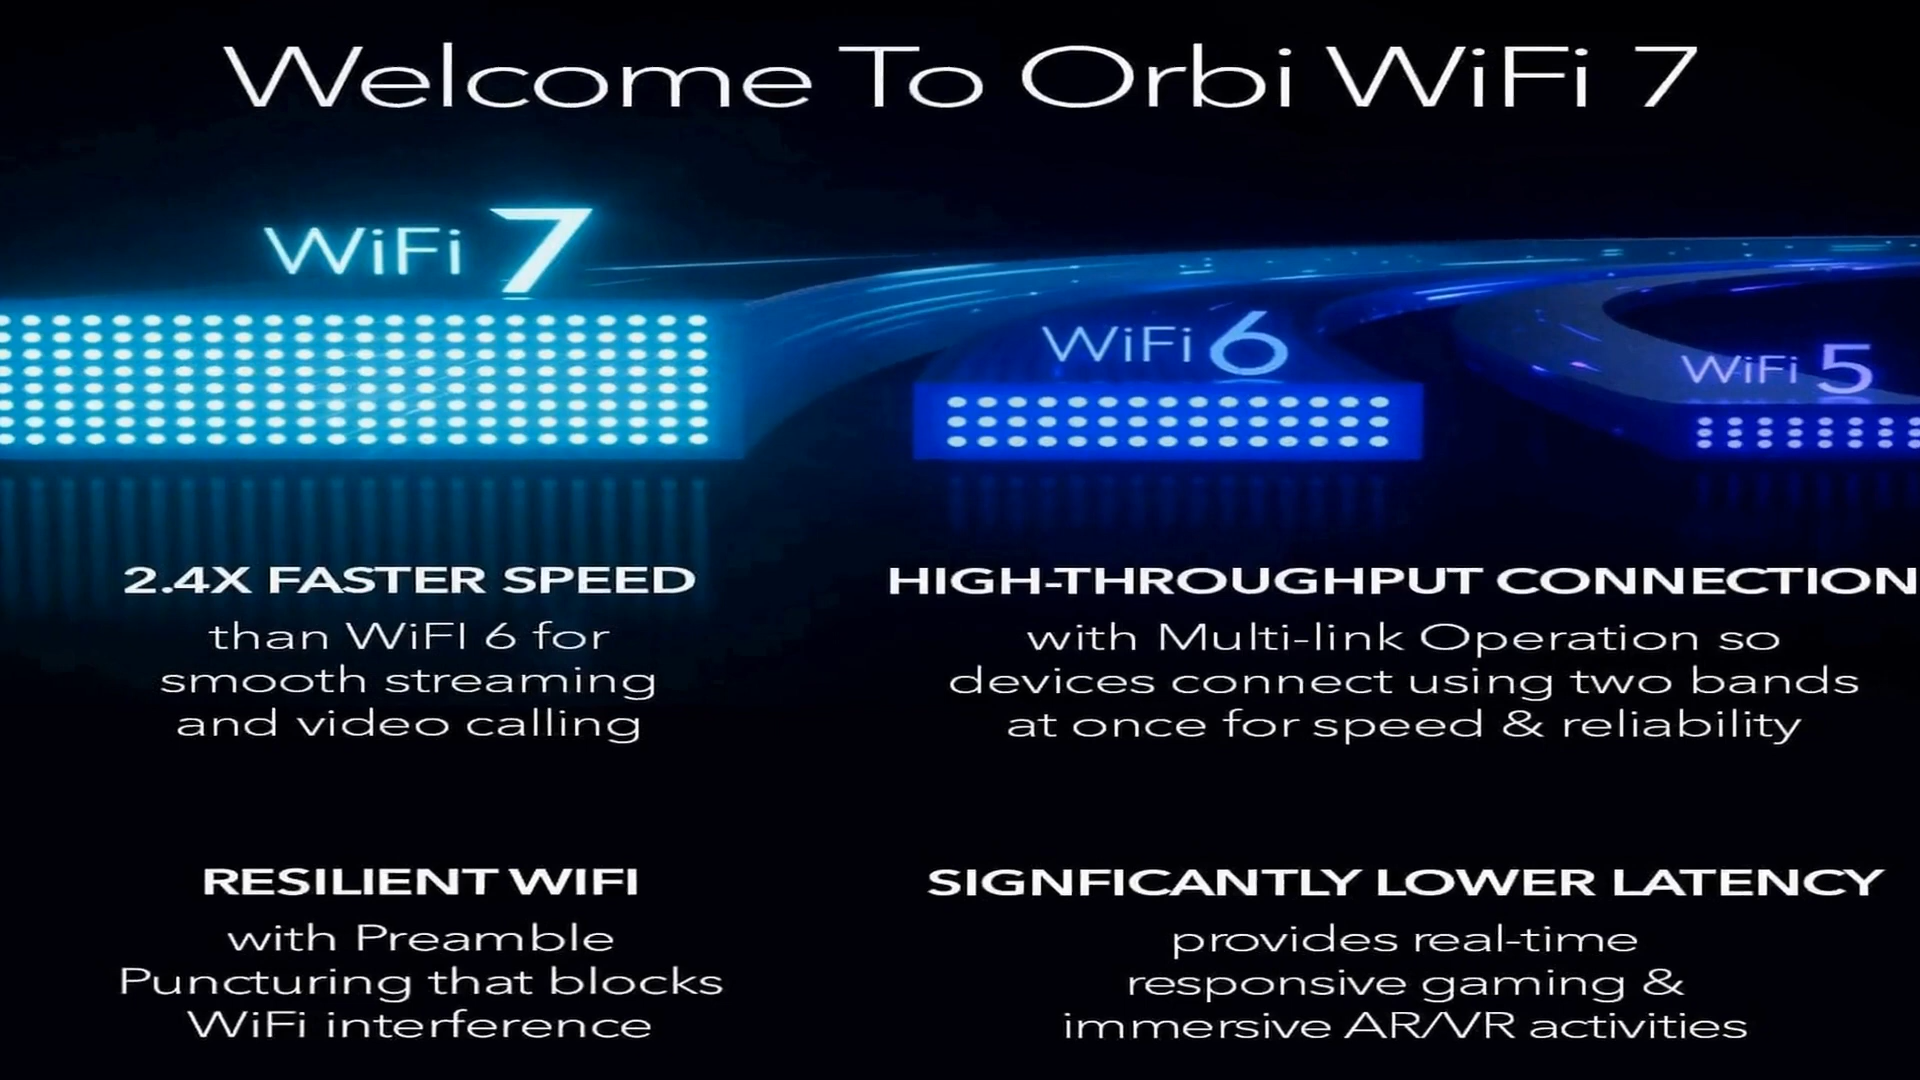 Welcome To Orbi WiFi 7
WiFi 7
WiFi 6
WiFi 5
2.4X FASTER SPEED
than WiFI 6 for
smooth streaming
and video calling
HIGH-THROUGHPUT CONNECTION
with Multi-link Operation so
devices connect using two bands
at once for speed & reliability
RESILIENT WIFI
with Preamble
Puncturing that blocks
WiFi interference
SIGNFICANTLY LOWER LATENCY
provides real-time
responsive gaming &
immersive AR/VR activities